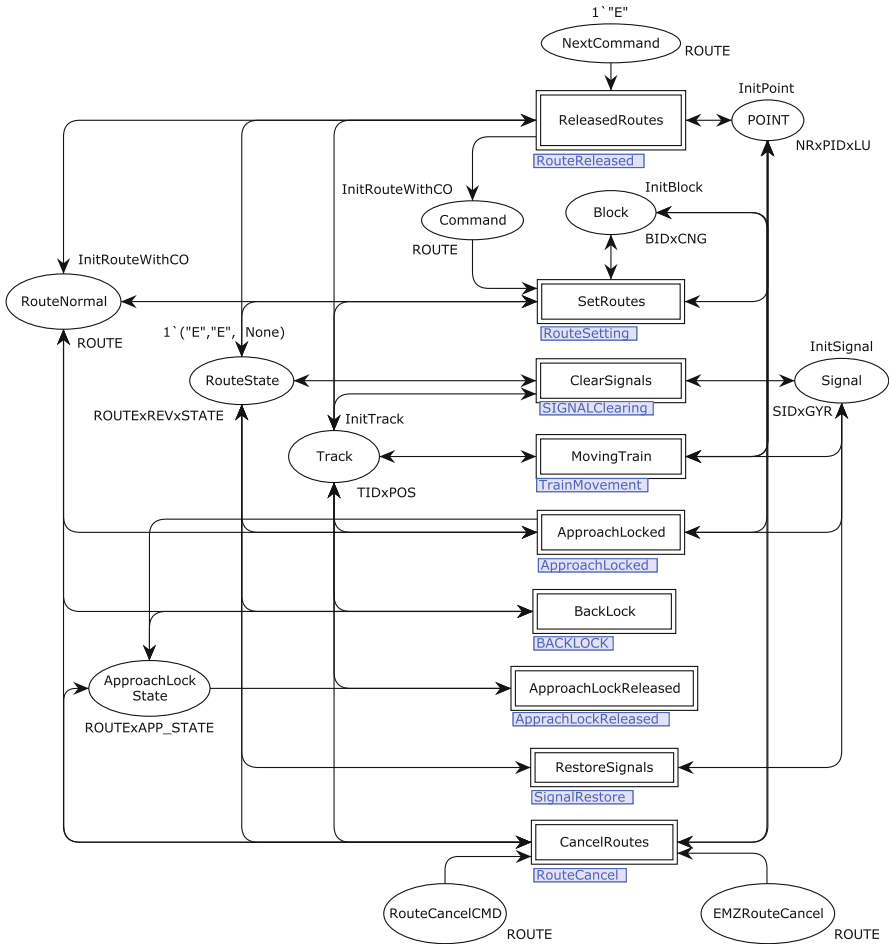 1`"E"
NextCommand
ROUTE
InitPoint
ReleasedRoutes
POINT
NRxPIDxLU
RouteReleased
InitRouteWithCO
InitBlock
Command
Block
ROUTE
BIDxCNG
InitRouteWithCO
RouteNormal
SetRoutes
1`("E","E", None)
RouteSetting
ROUTE
InitSignal
RouteState
ClearSignals
Signal
ROUTExREVxSTATE
InitTrack
SIGNALClearing
SIDxGYR
Track
MovingTrain
TrainMovement
TIDxPOS
ApproachLocked
ApproachLocked
BackLock
BACKLOCK
ApproachLock
State
ApproachLockReleased
ROUTExAPP_STATE
ApprachLockReleased
RestoreSignals
SignalRestore
CancelRoutes
RouteCancel
RouteCancelCMD
EMZRouteCancel
ROUTE
ROUTE